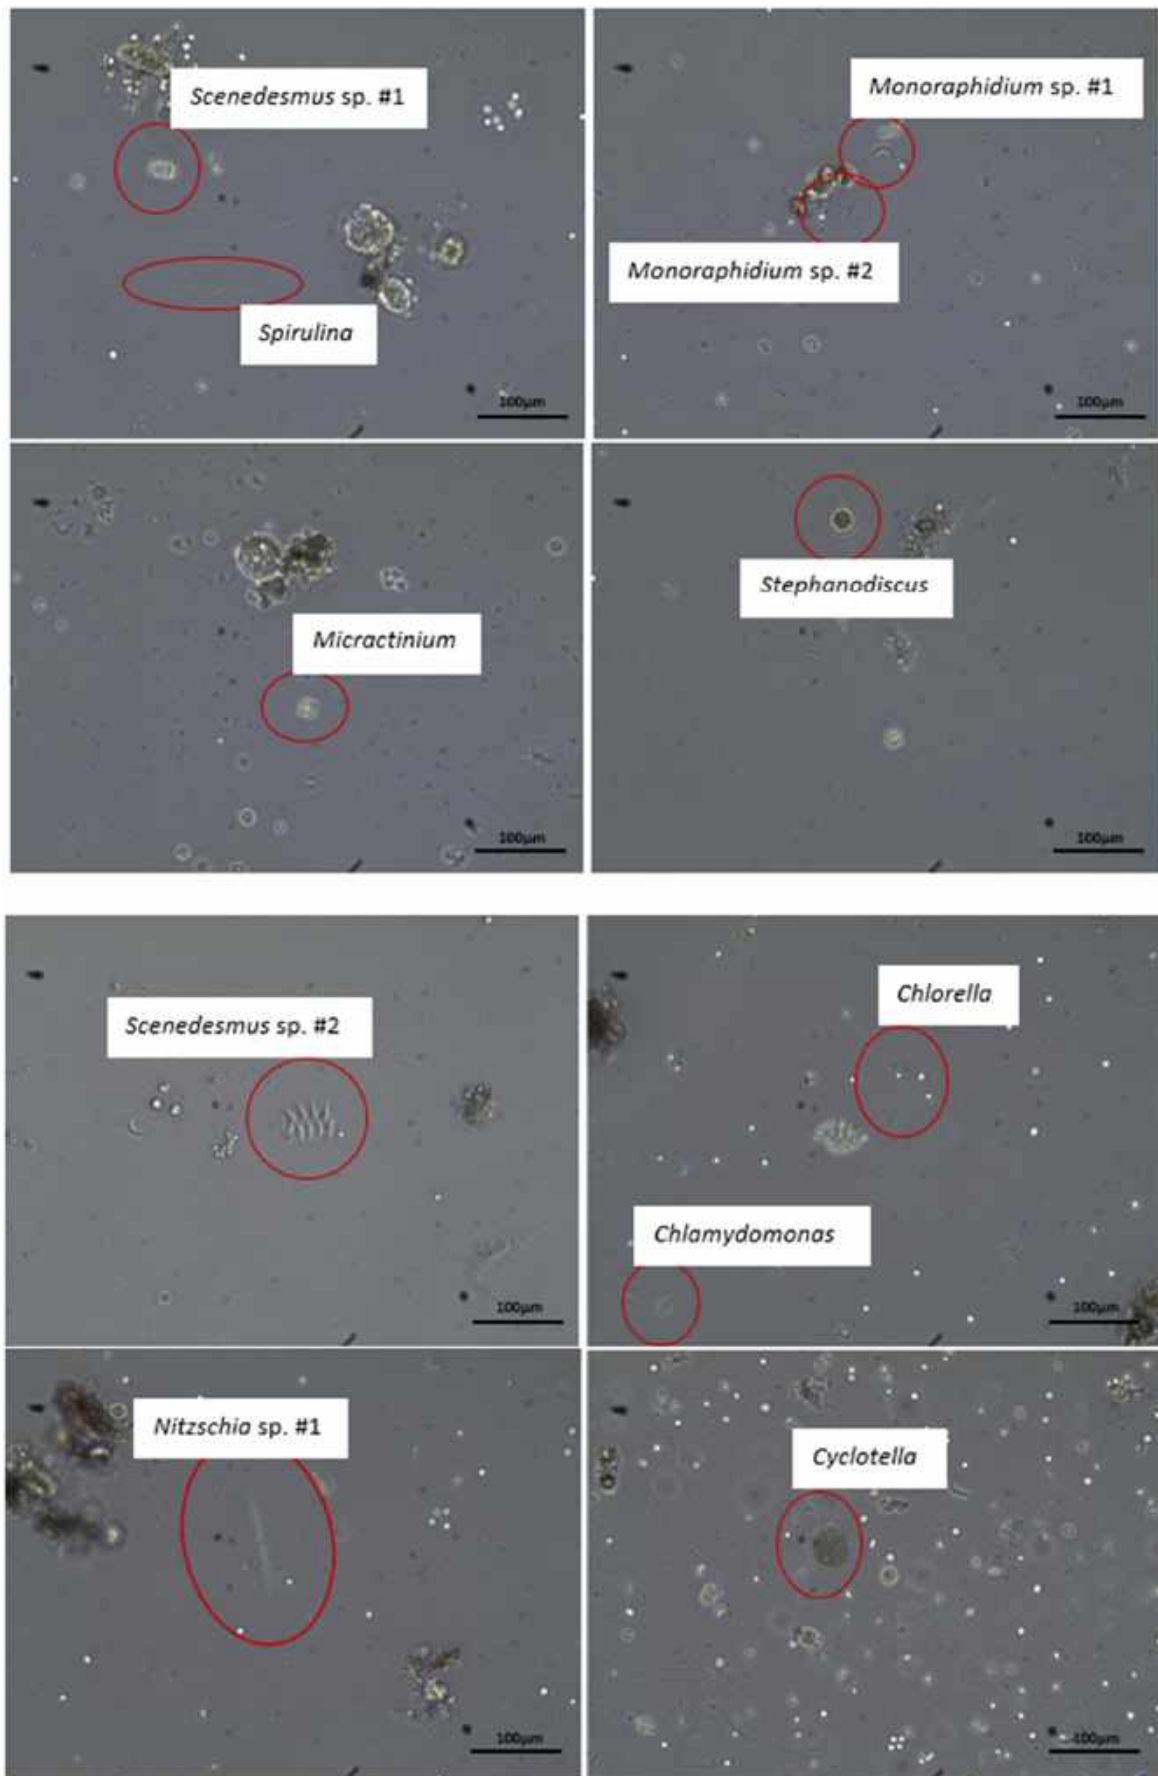 Scenedesmus sp. #1
Spirulina
100µm
Monoraphidium sp. #1
Monoraphidium sp. #2
100µm
Micractinium
100µm
Stephanodiscus
100µm
Scenedesmus sp. #2
100µm
Chlorella
Chlamydomonas
100µm
Nitzschia sp. #1
100µm
Cyclotella
100µm